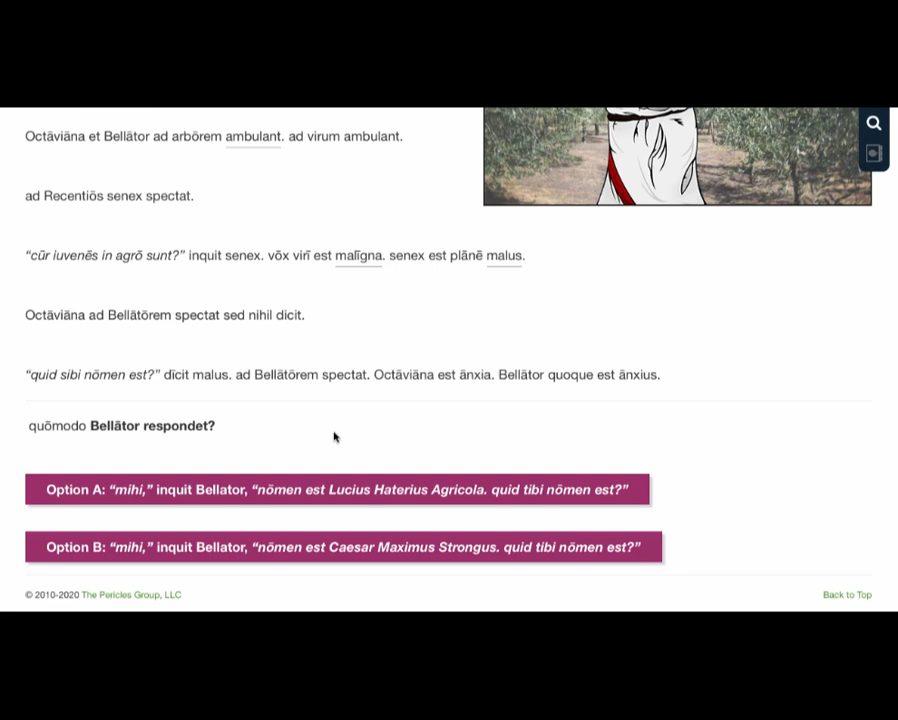 Octāviāna et Bellātor ad arbōrem ambulant. ad virum ambulant.
ad Recentiōs senex spectat.
“cūr iuvenēs in agrō sunt?” inquit senex. vōx virī est malīgna. senex est plānē malus.
Octāviāna ad Bellātōrem spectat sed nihil dicit.
“quid sibi nōmen est?” dīcit malus. ad Bellātōrem spectat. Octāviāna est ānxia. Bellātor quoque est ānxius.
quōmodo Bellātor respondet?
Option A: “mihi,” inquit Bellator, “nōmen est Lucius Haterius Agricola. quid tibi nōmen est?”
Option B: “mihi,” inquit Bellator, “nōmen est Caesar Maximus Strongus. quid tibi nōmen est?”
© 2010-2020 The Pericles Group, LLC
Back to Top